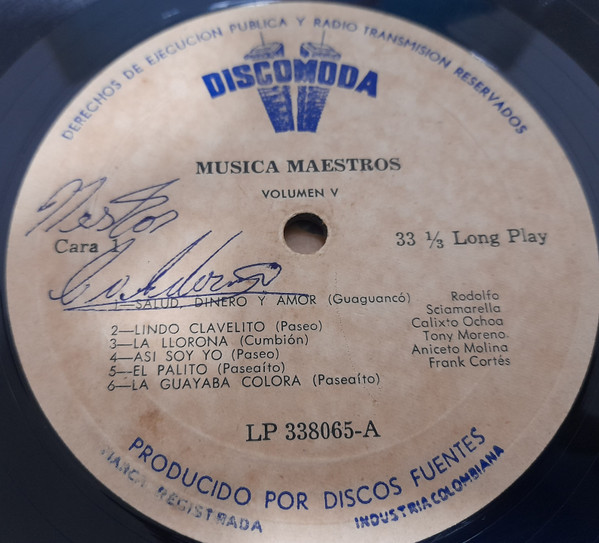 DERECHOS DE EJECUCION PUBLICA Y RADIO TRANSMISION RESERVADOS
DISCOMODA
MUSICA MAESTROS
VOLUMEN V
Nestor
Cara 1
33 ⅓ Long Play
1—SALUD, DINERO Y AMOR (Guaguancó) Rodolfo Sciamarella
2—LINDO CLAVELITO (Paseo) Calixto Ochoa
3—LA LLORONA (Cumbión) Tony Moreno.
4—ASI SOY YO (Paseo) Aniceto Molina
5—EL PALITO (Paseaíto) Frank Cortés
6—LA GUAYABA COLORA (Paseaíto)
LP 338065-A
PRODUCIDO POR DISCOS FUENTES
MARCA REGISTRADA
INDUSTRIA COLOMBIANA